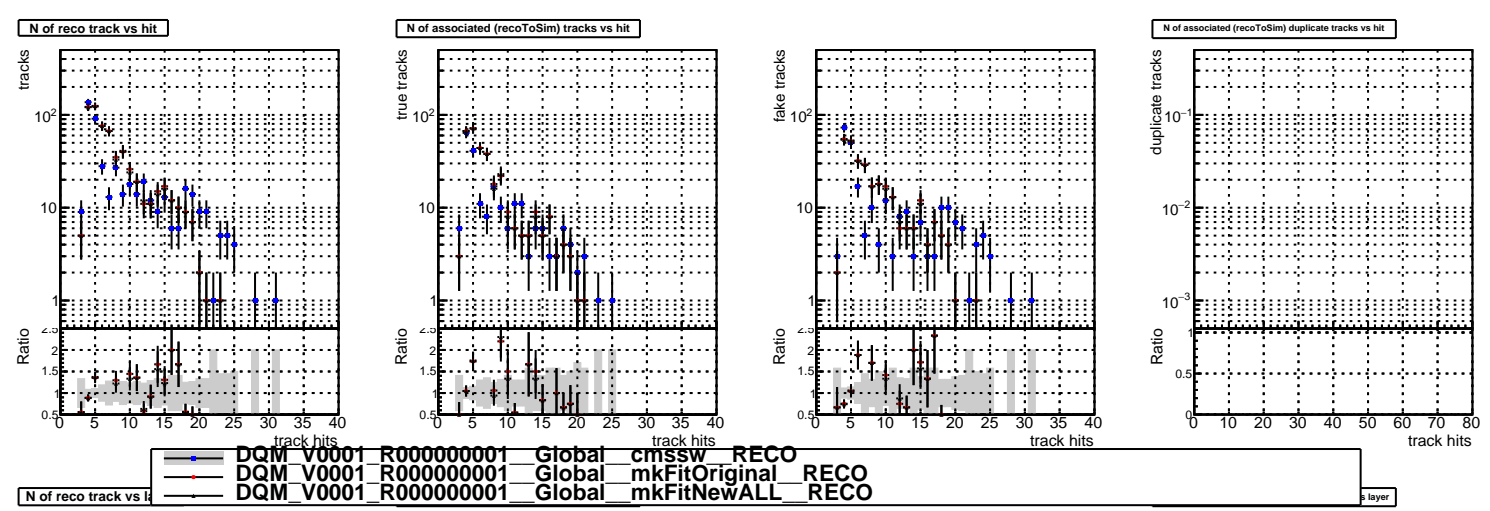 N of reco track vs hit
N of associated (recoToSim) tracks vs hit
N of associated (recoToSim) duplicate tracks vs hit
tracks
10²
10
1
Ratio
2.5
2
1.5
1
0.5
0 5 10 15 20 25 30 35 40
track hits
true tracks
10²
10
1
Ratio
2.5
2
1.5
1
0.5
0 5 10 15 20 25 30 35 40
track hits
fake tracks
10²
10
1
Ratio
2.5
2
1.5
1
0.5
0 5 10 15 20 25 30 35 40
track hits
duplicate tracks
10⁻¹
10⁻²
10⁻³
Ratio
1
0.5
0
0 10 20 30 40 50 60 70 80
track hits
DQM_V0001_R000000001__Global__cmssw__RECO
DQM_V0001_R000000001__Global__mkFitOriginal__RECO
DQM_V0001_R000000001__Global__mkFitNewALL__RECO
N of reco track vs
layer